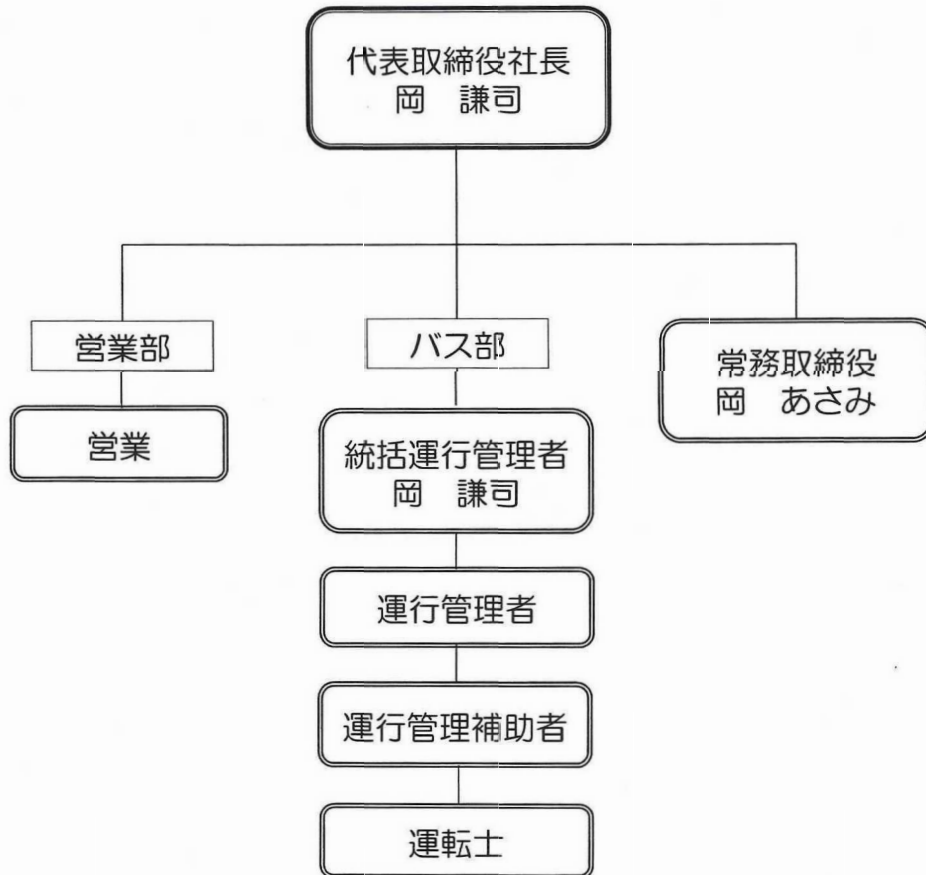 代表取締役社長
岡　謙司
営業部
バス部
常務取締役
岡　あさみ
営業
統括運行管理者
岡　謙司
運行管理者
運行管理補助者
運転士